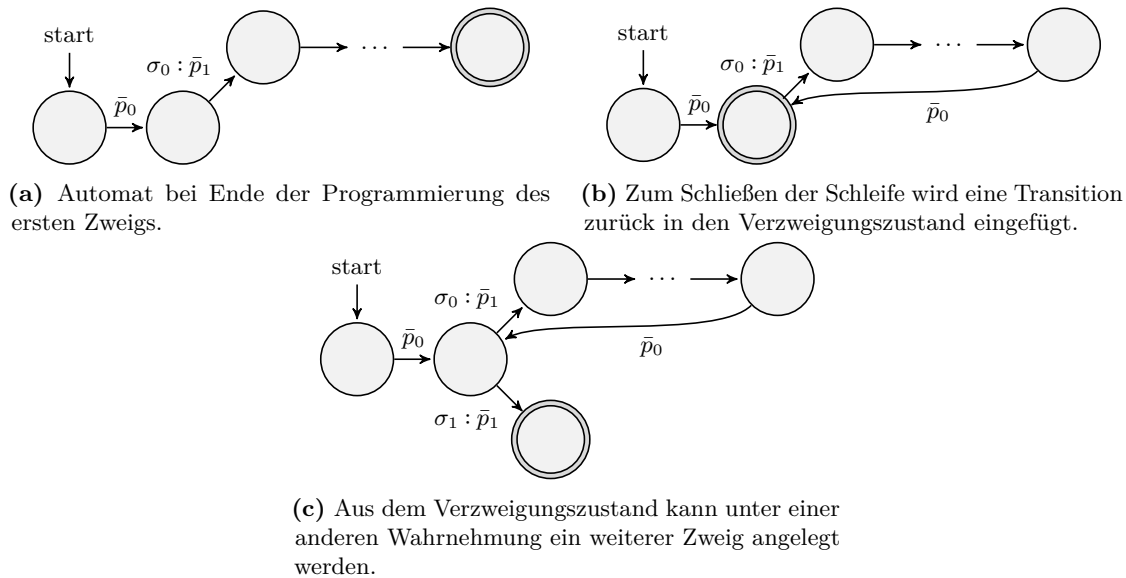 start
p̄₀
σ₀ : p̄₁
···
(a) Automat bei Ende der Programmierung des
ersten Zweigs.
start
p̄₀
σ₀ : p̄₁
···
p̄₀
(b) Zum Schließen der Schleife wird eine Transition
zurück in den Verzweigungszustand eingefügt.
start
p̄₀
σ₀ : p̄₁
···
p̄₀
σ₁ : p̄₁
(c) Aus dem Verzweigungszustand kann unter einer
anderen Wahrnehmung ein weiterer Zweig angelegt
werden.